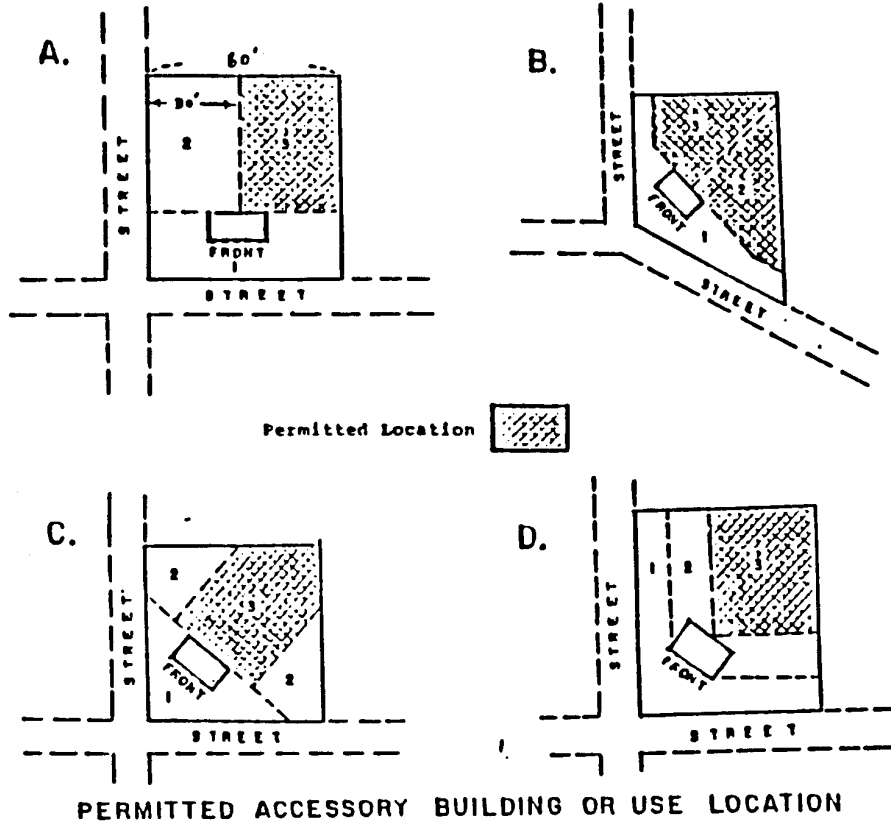 A.
60'
30'
2
3
STREET
FRONT
1
STREET
B.
STREET
3
2
FRONT
1
STREET
Permitted Location
C.
2
3
STREET
FRONT
2
1
STREET
D.
1 2 3
STREET
FRONT
STREET
PERMITTED ACCESSORY BUILDING OR USE LOCATION